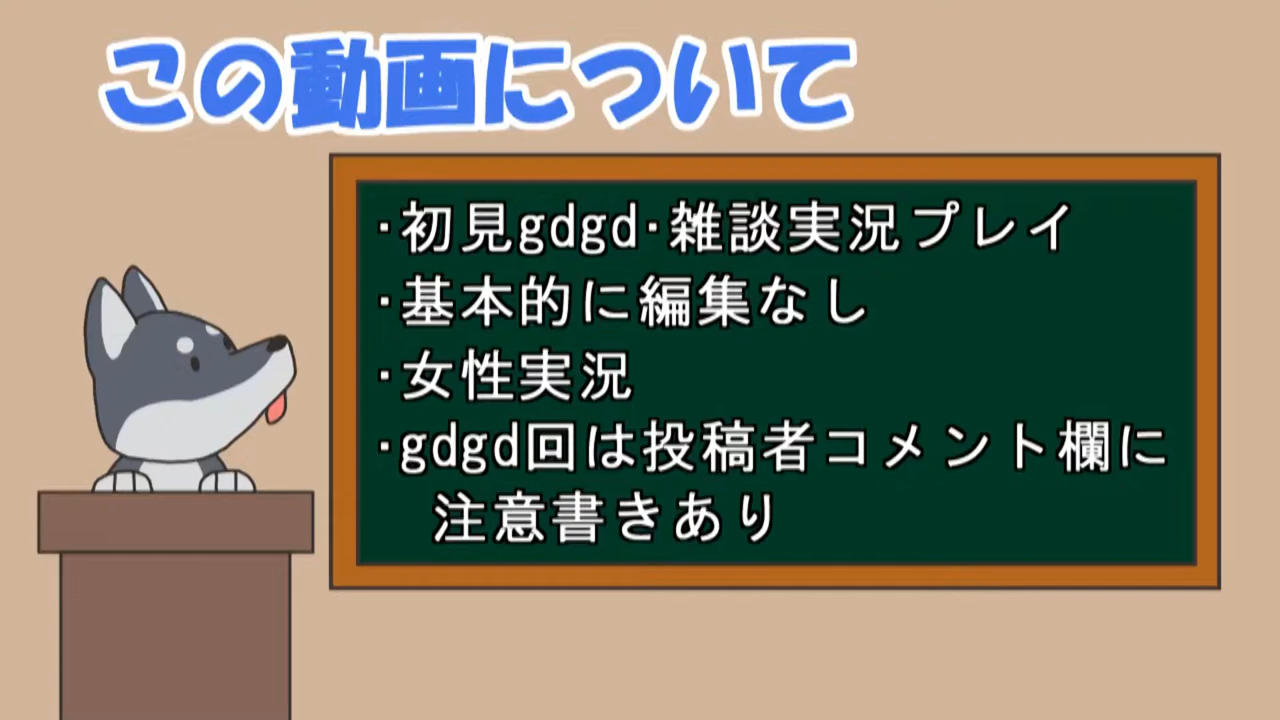 この動画について
・初見gdgd・雑談実況プレイ
・基本的に編集なし
・女性実況
・gdgd回は投稿者コメント欄に
注意書きあり